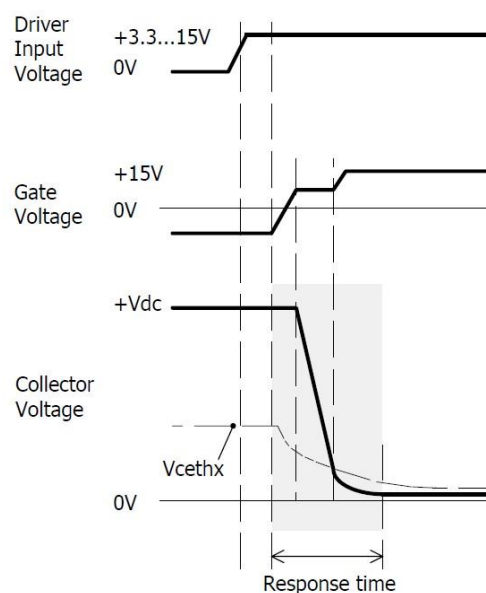 Driver
Input
Voltage
+3.3...15V
0V
Gate
Voltage
+15V
0V
Collector
Voltage
+Vdc
Vcethx
0V
Response time